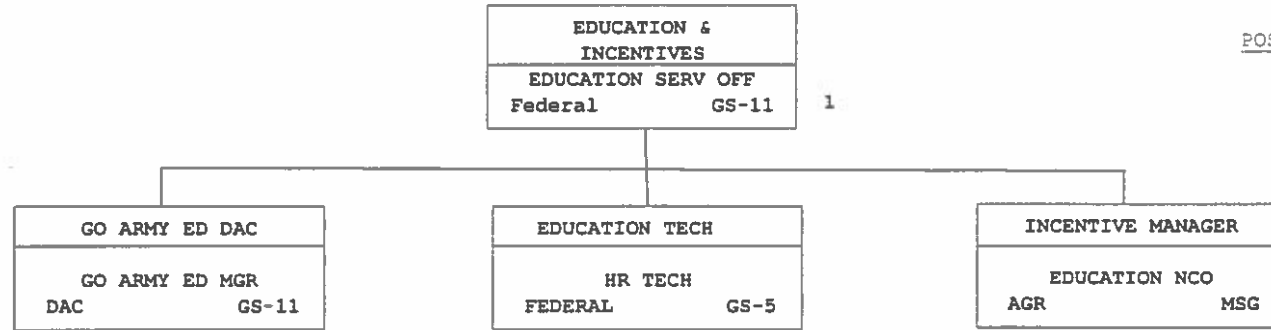 EDUCATION &
INCENTIVES
EDUCATION SERV OFF
Federal GS-11
1
POS
GO ARMY ED DAC
GO ARMY ED MGR
DAC GS-11
EDUCATION TECH
HR TECH
FEDERAL GS-5
INCENTIVE MANAGER
EDUCATION NCO
AGR MSG